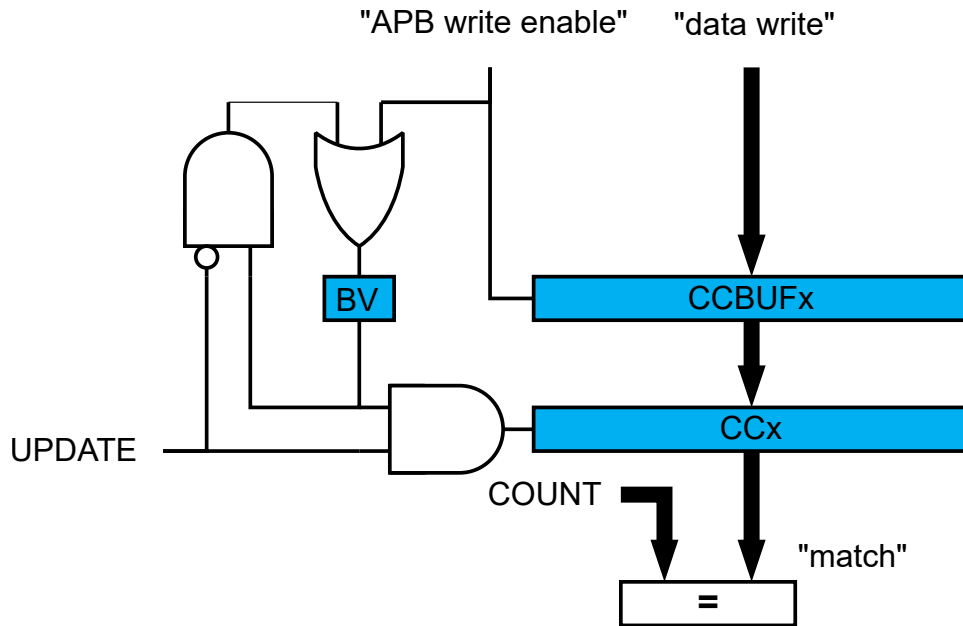 "APB write enable"
"data write"
BV
CCBUFx
CCx
UPDATE
COUNT
"match"
=